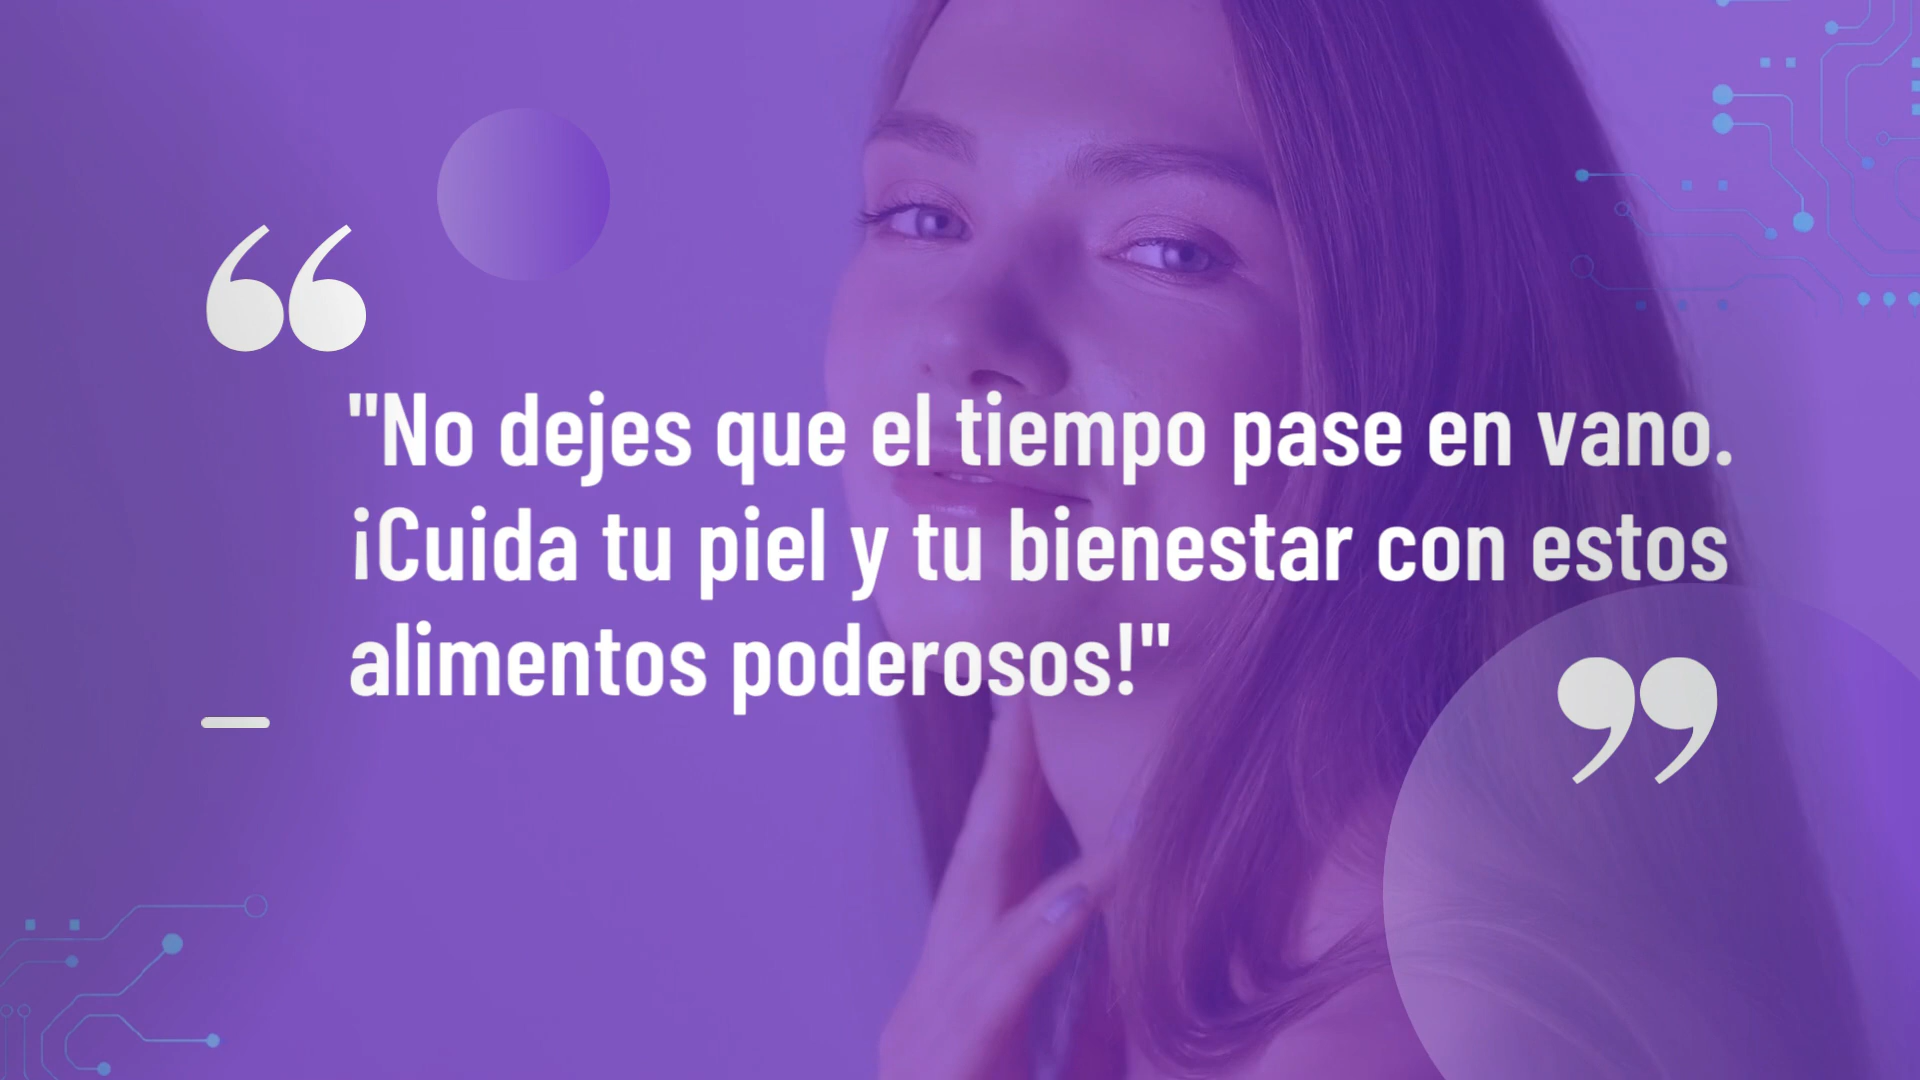 "No dejes que el tiempo pase en vano.
¡Cuida tu piel y tu bienestar con estos
alimentos poderosos!"